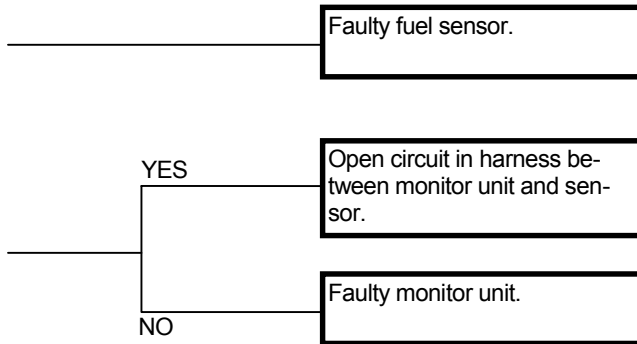 Faulty fuel sensor.
YES
Open circuit in harness be-
tween monitor unit and sen-
sor.
Faulty monitor unit.
NO